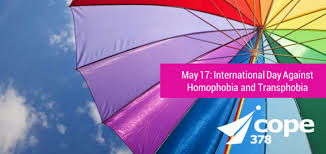 May 17: International Day Against
Homophobia and Transphobia
cope
378